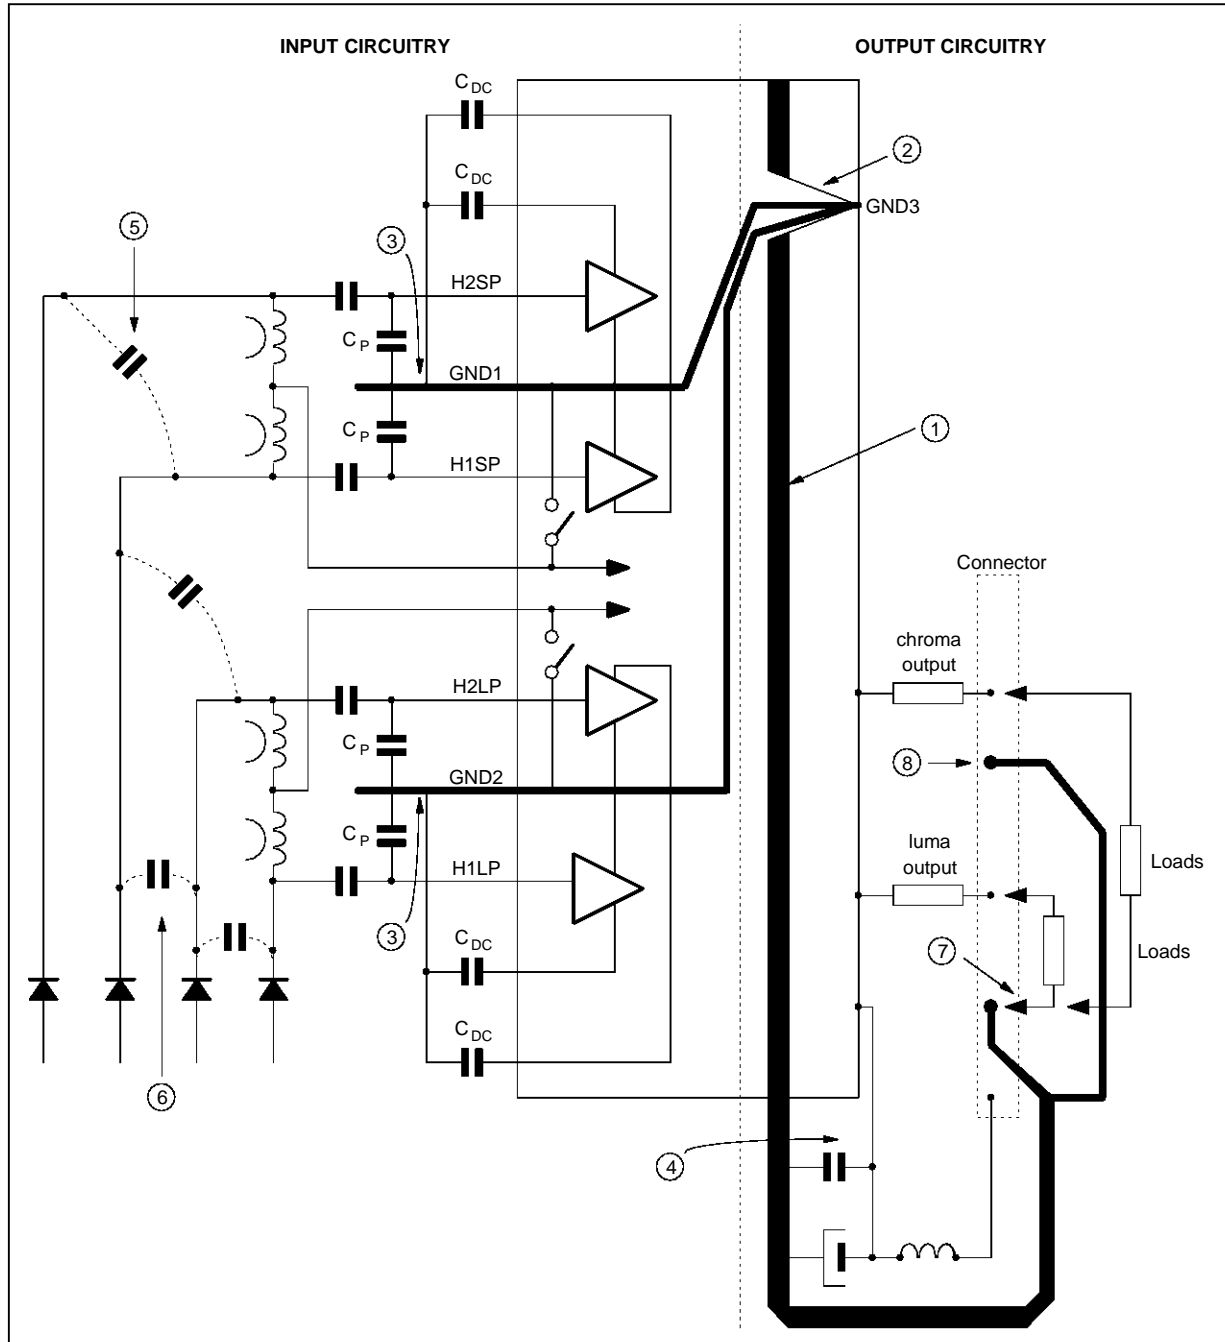 INPUT CIRCUITRY
OUTPUT CIRCUITRY
C DC
2
C DC
GND3
5
3
H2SP
C P
GND1
1
C P
H1SP
Connector
chroma
output
H2LP
C P
8
GND2
luma
output
C P
Loads
H1LP
3
C DC
7
Loads
C DC
6
4